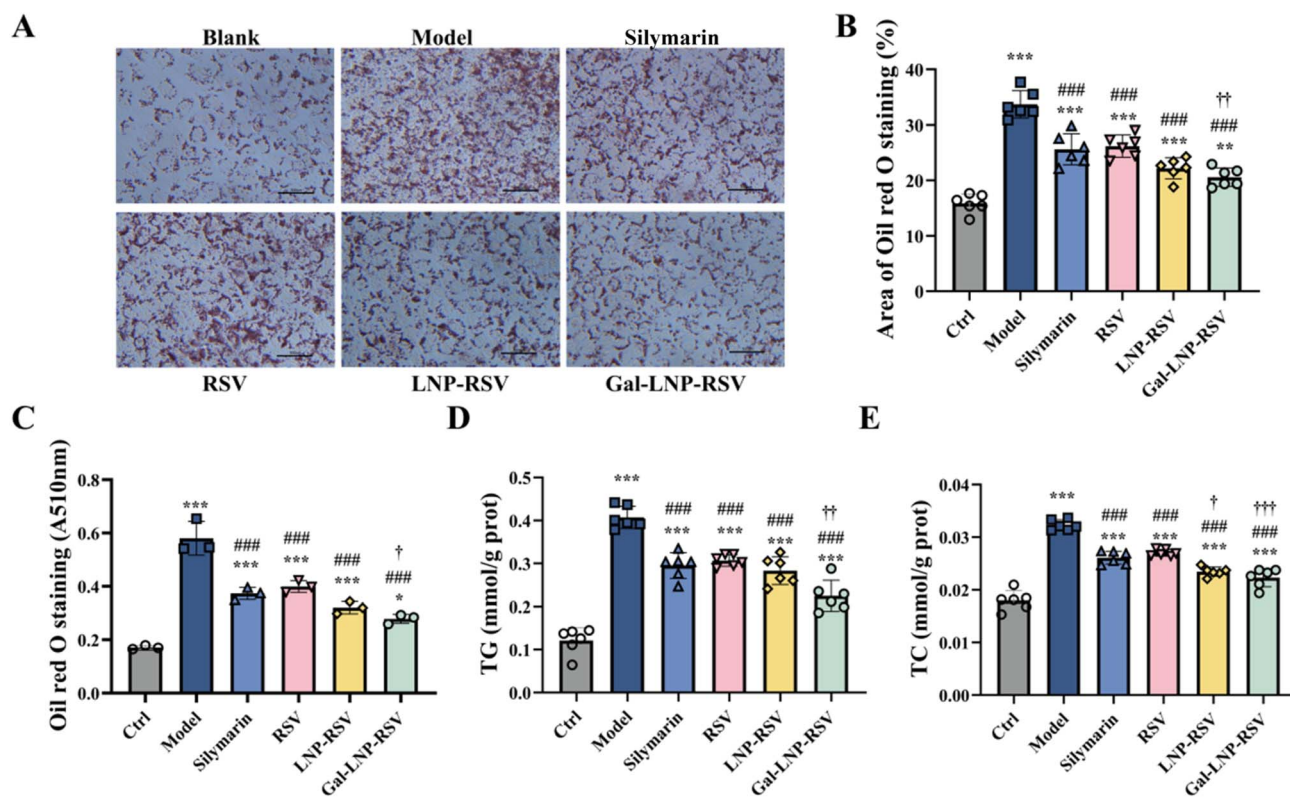 A
Blank
Model
Silymarin
RSV
LNP-RSV
Gal-LNP-RSV
B
Area of Oil red O staining (%)
40
30
20
10
0
***
###
***
###
***
###
***
††
###
**
Ctrl
Model
Silymarin
RSV
LNP-RSV
Gal-LNP-RSV
C
Oil red O staining (A510nm)
0.8
0.6
0.4
0.2
0.0
***
###
***
###
***
###
***
†
###
*
Ctrl
Model
Silymarin
RSV
LNP-RSV
Gal-LNP-RSV
D
TG (mmol/g prot)
0.5
0.4
0.3
0.2
0.1
0.0
***
###
***
###
***
###
***
††
###
***
Ctrl
Model
Silymarin
RSV
LNP-RSV
Gal-LNP-RSV
E
TC (mmol/g prot)
0.04
0.03
0.02
0.01
0.00
***
###
***
###
***
†
###
***
†††
###
***
Ctrl
Model
Silymarin
RSV
LNP-RSV
Gal-LNP-RSV